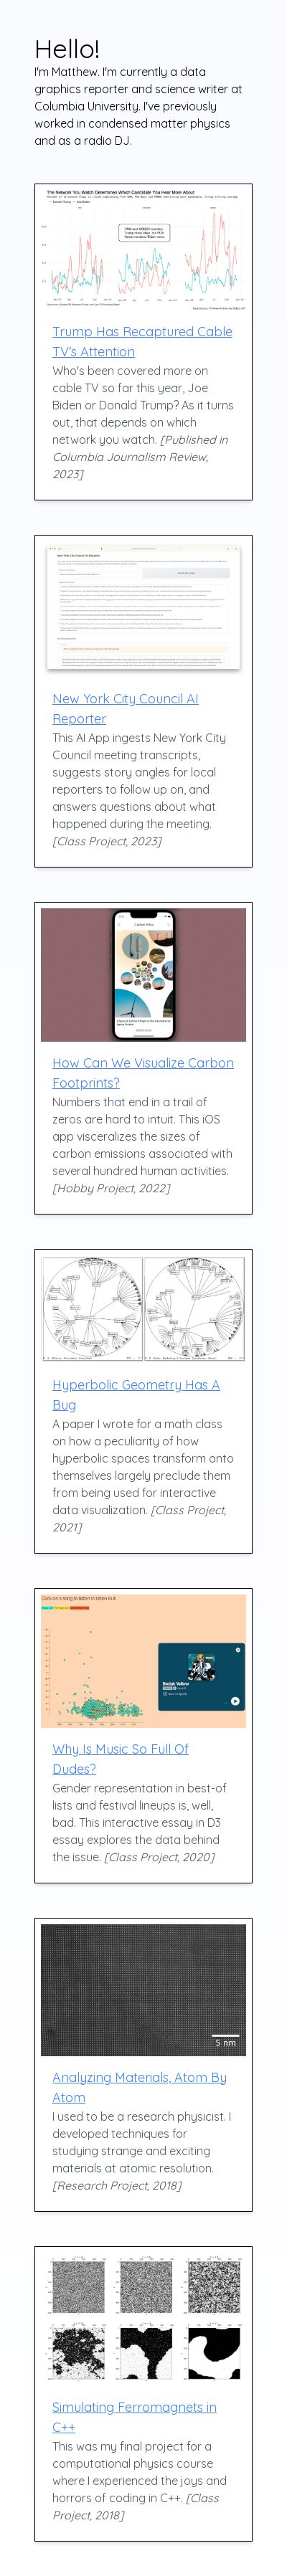 Hello!
I'm Matthew. I'm currently a data
graphics reporter and science writer at
Columbia University. I've previously
worked in condensed matter physics
and as a radio DJ.
The Network You Watch Determines Which Candidate You Hear More About
Trump Has Recaptured Cable
TV's Attention
Who's been covered more on
cable TV so far this year, Joe
Biden or Donald Trump? As it turns
out, that depends on which
network you watch. [Published in
Columbia Journalism Review,
2023]
New York City Council AI
Reporter
This AI App ingests New York City
Council meeting transcripts,
suggests story angles for local
reporters to follow up on, and
answers questions about what
happened during the meeting.
[Class Project, 2023]
How Can We Visualize Carbon
Footprints?
Numbers that end in a trail of
zeros are hard to intuit. This iOS
app visceralizes the sizes of
carbon emissions associated with
several hundred human activities.
[Hobby Project, 2022]
Hyperbolic Geometry Has A
Bug
A paper I wrote for a math class
on how a peculiarity of how
hyperbolic spaces transform onto
themselves largely preclude them
from being used for interactive
data visualization. [Class Project,
2021]
Click on a song to listen to listen to it.
Bodak Yellow
Why Is Music So Full Of
Dudes?
Gender representation in best-of
lists and festival lineups is, well,
bad. This interactive essay in D3
essay explores the data behind
the issue. [Class Project, 2020]
5 nm
Analyzing Materials, Atom By
Atom
I used to be a research physicist. I
developed techniques for
studying strange and exciting
materials at atomic resolution.
[Research Project, 2018]
Simulating Ferromagnets in
C++
This was my final project for a
computational physics course
where I experienced the joys and
horrors of coding in C++. [Class
Project, 2018]